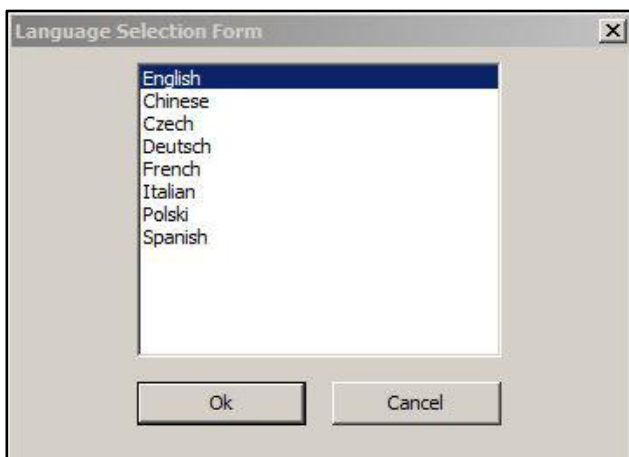 Language Selection Form
English
Chinese
Czech
Deutsch
French
Italian
Polski
Spanish
Ok
Cancel